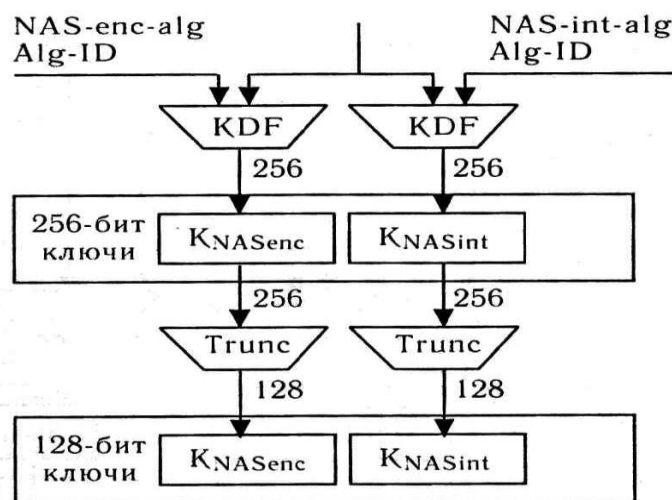 NAS-enc-alg
Alg-ID
NAS-int-alg
Alg-ID
KDF
KDF
256
256
256-бит
ключи
KNASenc
KNASint
256
256
Trunc
Trunc
128
128
128-бит
ключи
KNASenc
KNASint